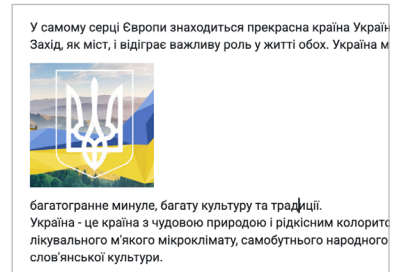 У самому серці Європи знаходиться прекрасна країна Україн
Захід, як міст, і відіграє важливу роль у житті обох. Україна м
багатогранне минуле, багату культуру та традиції.
Україна - це країна з чудовою природою і рідкісним колорито
лікувального м'якого мікроклімату, самобутнього народного
слов'янської культури.